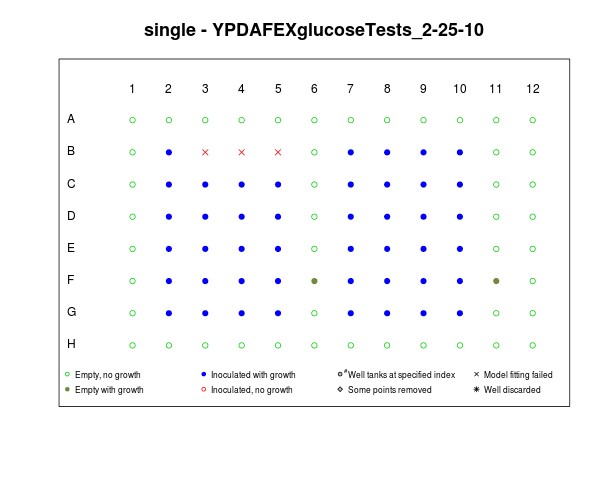 single - YPDAFEXglucoseTests_2-25-10
1 2 3 4 5 6 7 8 9 10 11 12
A
B
C
D
E
F
G
H
Empty, no growth Inoculated with growth #Well tanks at specified index Model fitting failed
Empty with growth Inoculated, no growth Some points removed Well discarded